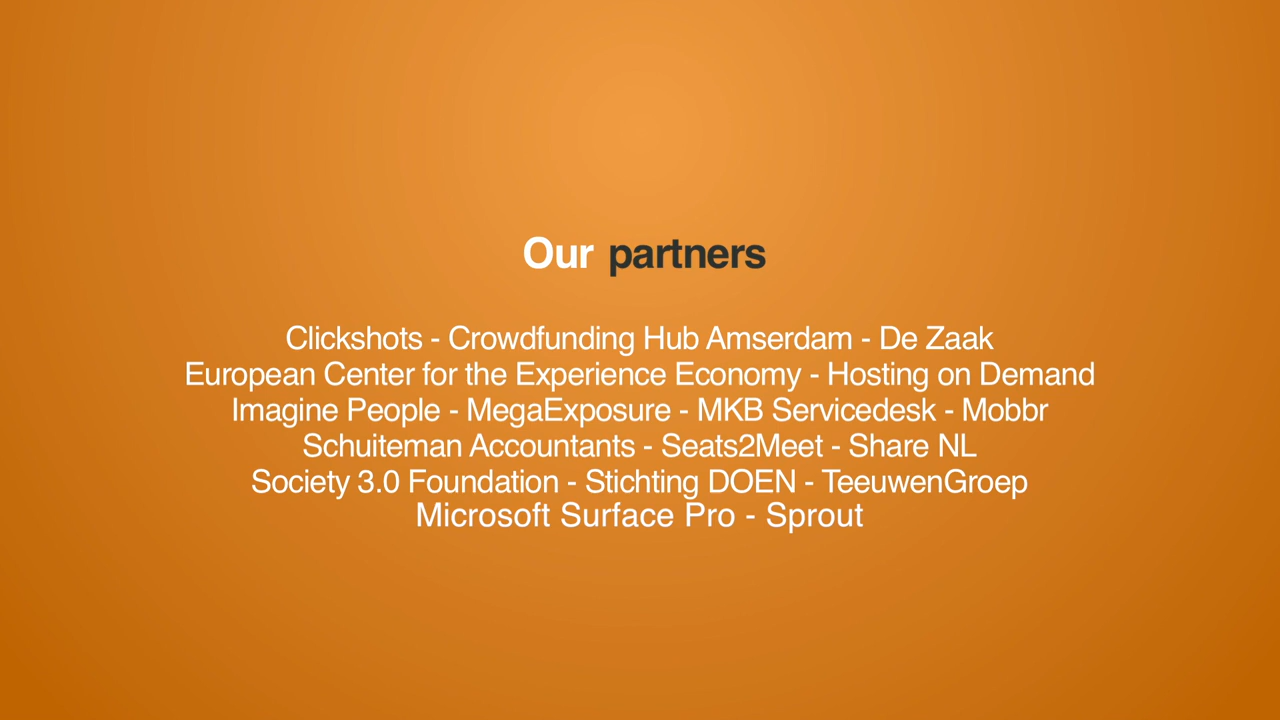 Our partners
Clickshots - Crowdfunding Hub Amserdam - De Zaak
European Center for the Experience Economy - Hosting on Demand
Imagine People - MegaExposure - MKB Servicedesk - Mobbr
Schuiteman Accountants - Seats2Meet - Share NL
Society 3.0 Foundation - Stichting DOEN - TeeuwenGroep
Microsoft Surface Pro - Sprout